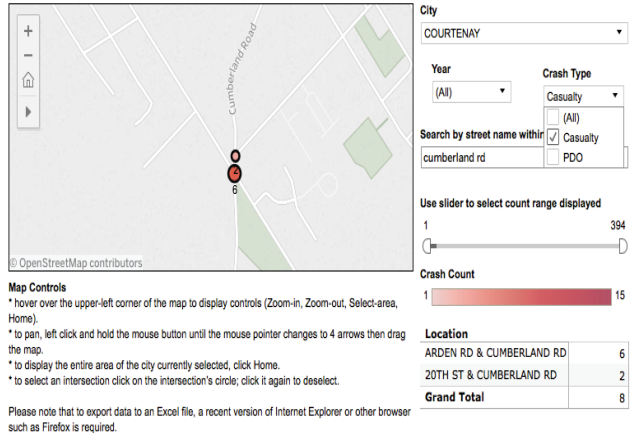 +
−
Cumberland Road
2
6
© OpenStreetMap contributors
City
COURTENAY
Year
(All)
Crash Type
Casualty
(All)
Casualty
PDO
Search by street name within
cumberland rd
Use slider to select count range displayed
1 394
Crash Count
1 15
Location
ARDEN RD & CUMBERLAND RD 6
20TH ST & CUMBERLAND RD 2
Grand Total 8
Map Controls
* hover over the upper-left corner of the map to display controls (Zoom-in, Zoom-out, Select-area,
Home).
* to pan, left click and hold the mouse button until the mouse pointer changes to 4 arrows then drag
the map.
* to display the entire area of the city currently selected, click Home.
* to select an intersection click on the intersection's circle; click it again to deselect.
Please note that to export data to an Excel file, a recent version of Internet Explorer or other browser
such as Firefox is required.